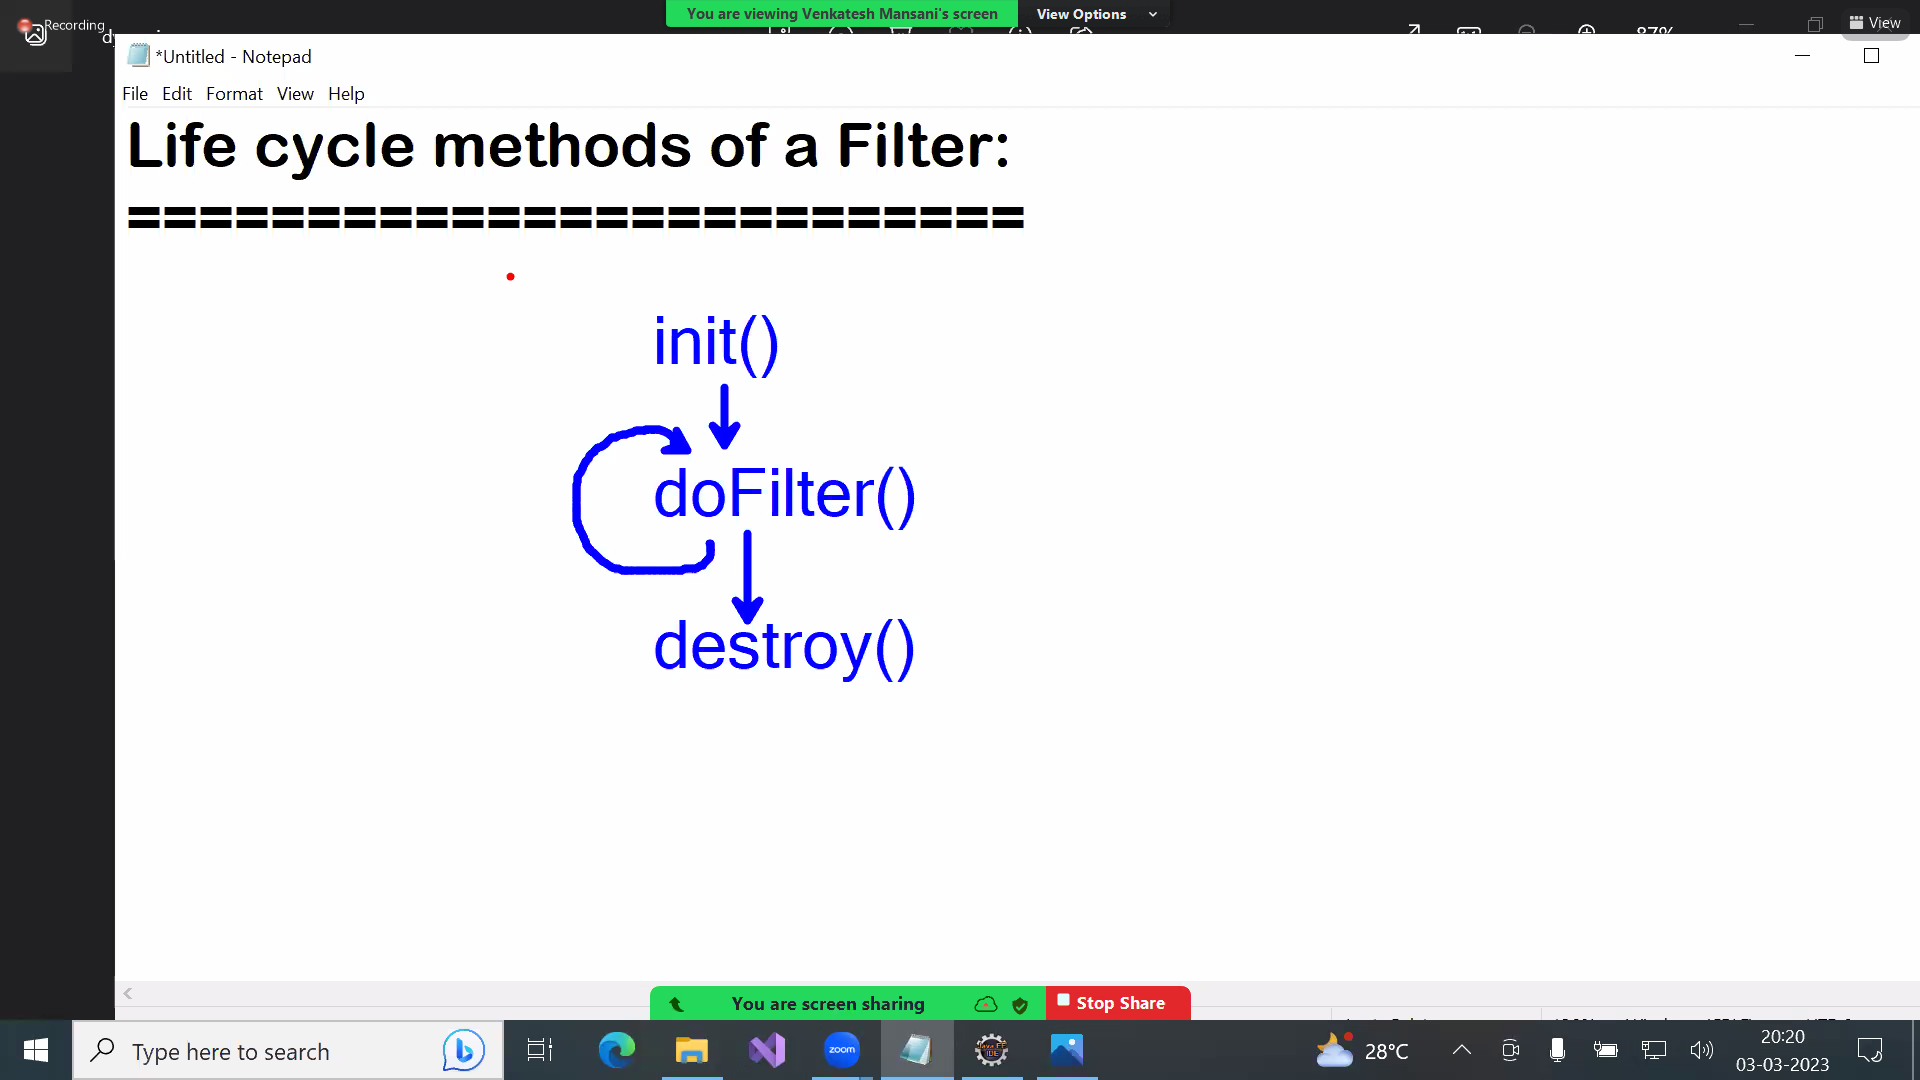 Recording
You are viewing Venkatesh Mansani's screen
View Options
View
*Untitled - Notepad
File Edit Format View Help
Life cycle methods of a Filter:
=========================
init()
doFilter()
destroy()
You are screen sharing
Stop Share
Type here to search
zoom
28°C
20:20
03-03-2023